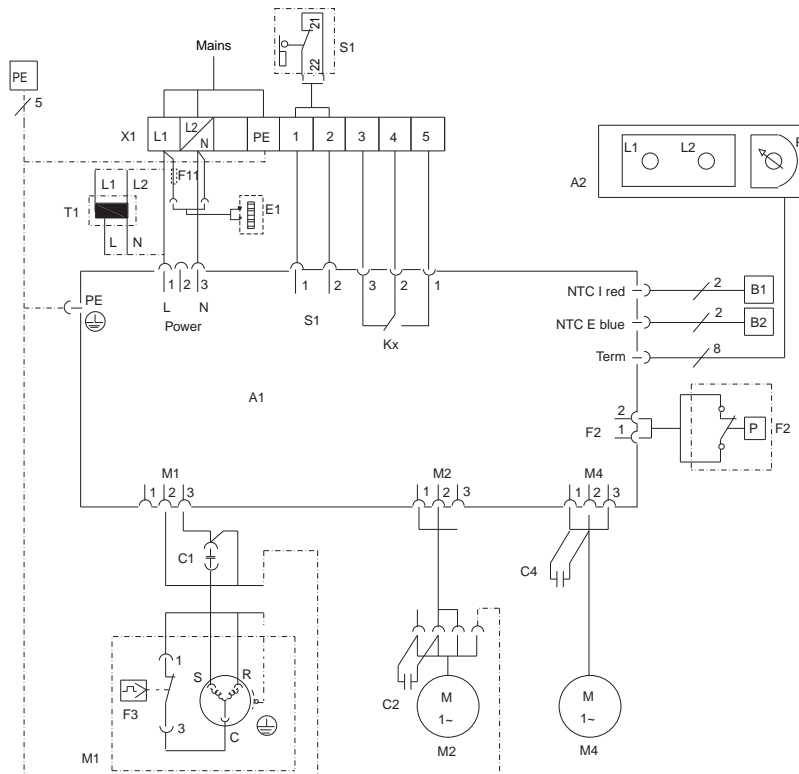 Mains
21
22
S1
PE
5
X1
L1
L2
N
PE
1
2
3
4
5
F11
L1
L2
T1
E1
L
N
L1
L2
A2
1
2
3
L
N
Power
PE
1
2
S1
3
2
1
Kx
NTC I red
2
B1
NTC E blue
2
B2
Term
8
A1
2
1
F2
P
F2
M1
1
2
3
M2
1
2
3
M4
1
2
3
C1
C4
1
S
R
F3
3
C
M1
C2
M
1~
M2
M
1~
M4